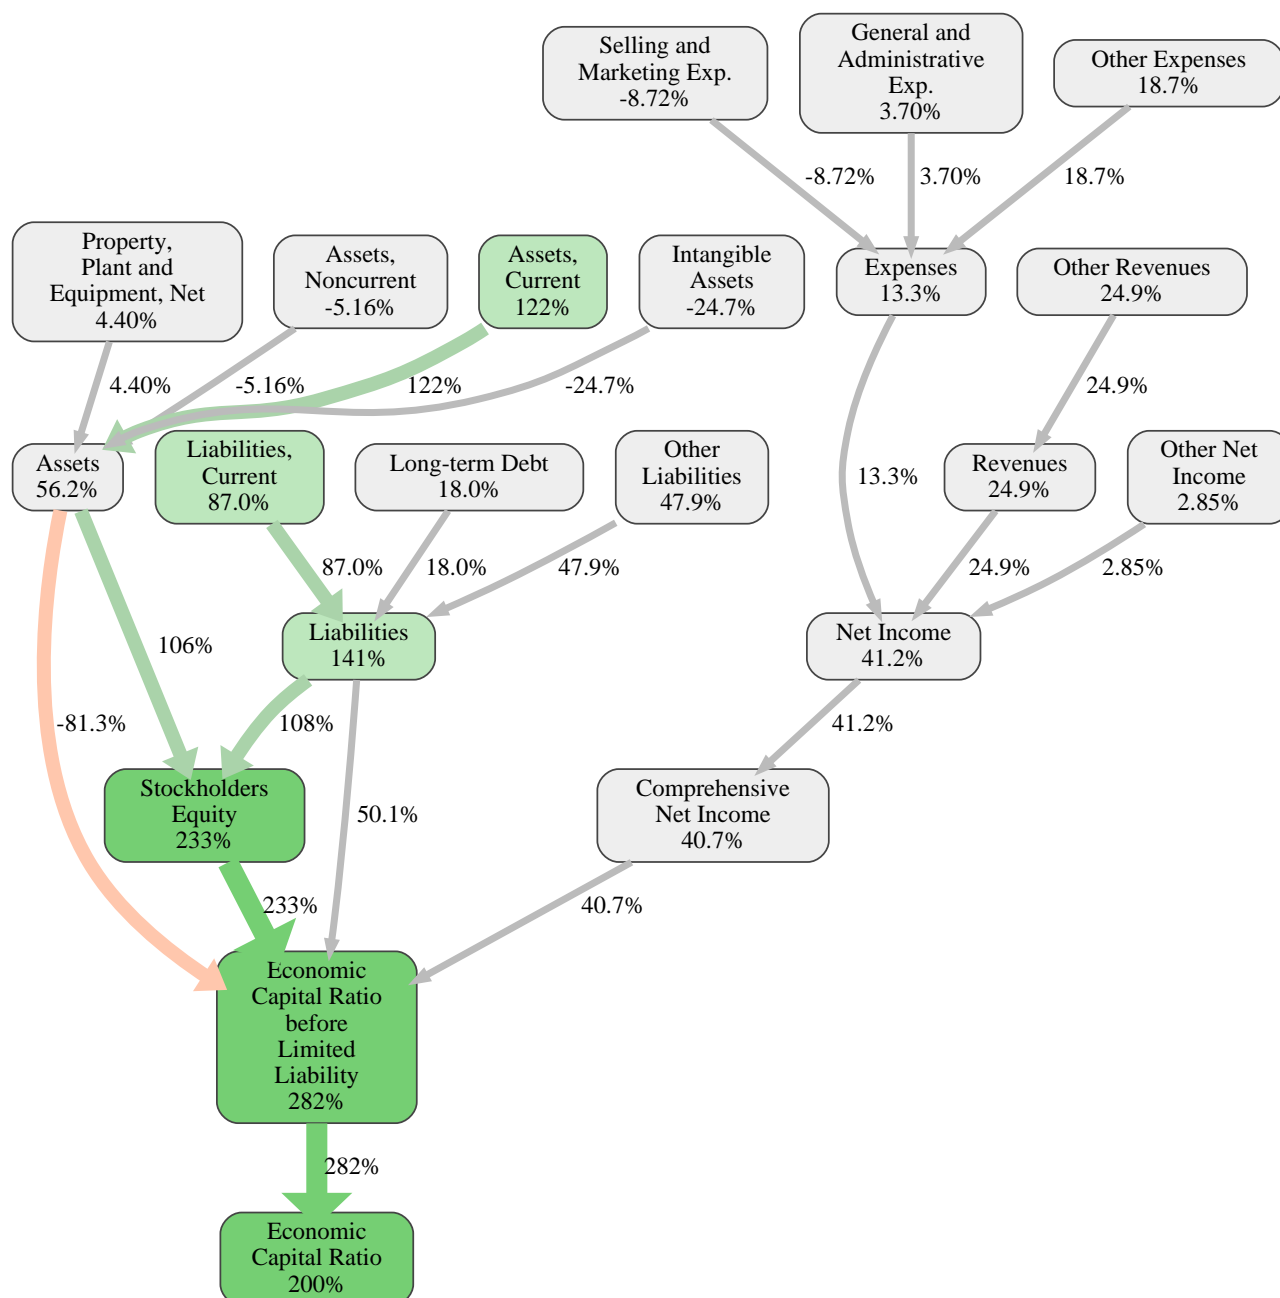 Selling and
Marketing Exp.
-8.72%
General and
Administrative
Exp.
3.70%
Other Expenses
18.7%
-8.72%
3.70%
18.7%
Property,
Plant and
Equipment, Net
4.40%
Assets,
Noncurrent
-5.16%
Assets,
Current
122%
Intangible
Assets
-24.7%
Expenses
13.3%
Other Revenues
24.9%
4.40%
-5.16%
122%
-24.7%
24.9%
Assets
56.2%
Liabilities,
Current
87.0%
Long-term Debt
18.0%
Other
Liabilities
47.9%
13.3%
Revenues
24.9%
Other Net
Income
2.85%
87.0%
18.0%
47.9%
24.9%
2.85%
106%
Liabilities
141%
Net Income
41.2%
-81.3%
108%
41.2%
Stockholders
Equity
233%
50.1%
Comprehensive
Net Income
40.7%
233%
40.7%
Economic
Capital Ratio
before
Limited
Liability
282%
282%
Economic
Capital Ratio
200%